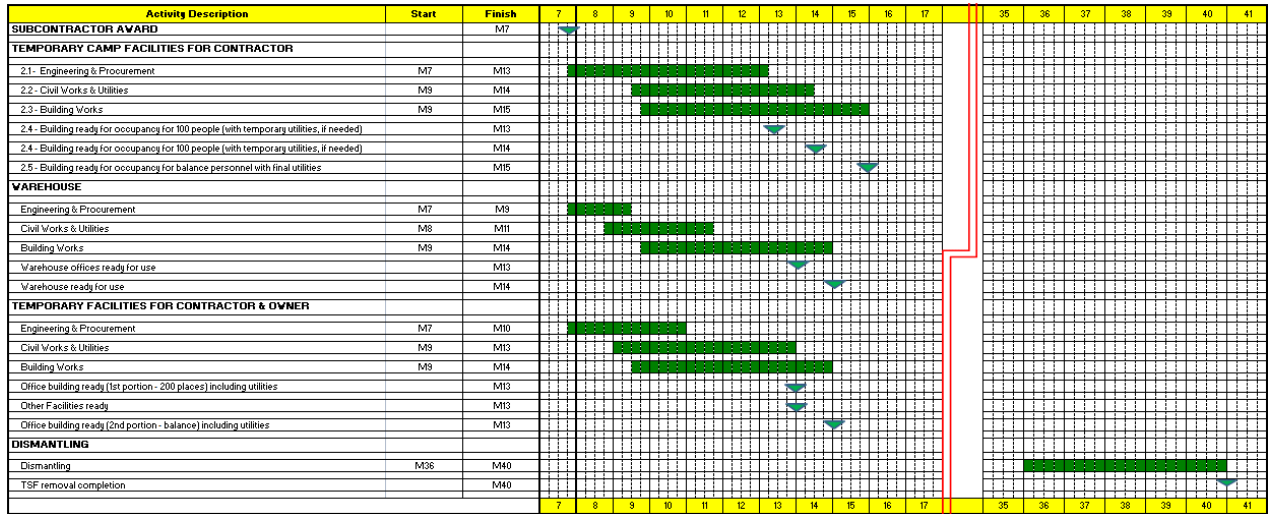 Activity Description Start Finish 7 8 9 10 11 12 13 14 15 16 17 35 36 37 38 39 40 41
SUBCONTRACTOR AWARD M7
TEMPORARY CAMP FACILITIES FOR CONTRACTOR
2.1- Engineering & Procurement M7 M13
2.2 - Civil Works & Utilities M9 M14
2.3 - Building Works M9 M15
2.4 - Building ready for occupancy for 100 people (with temporary utilities, if needed) M13
2.4 - Building ready for occupancy for 100 people (with temporary utilities, if needed) M14
2.5 - Building ready for occupancy for balance personnel with final utilities M15
WAREHOUSE
Engineering & Procurement M7 M9
Civil Works & Utilities M8 M11
Building Works M9 M14
Warehouse offices ready for use M13
Warehouse ready for use M14
TEMPORARY FACILITIES FOR CONTRACTOR & OWNER
Engineering & Procurement M7 M10
Civil Works & Utilities M9 M13
Building Works M9 M14
Office building ready (1st portion - 200 places) including utilities M13
Other Facilities ready M13
Office building ready (2nd portion - balance) including utilities M13
DISMANTLING
Dismantling M36 M40
TSF removal completion M40
7 8 9 10 11 12 13 14 15 16 17 35 36 37 38 39 40 41